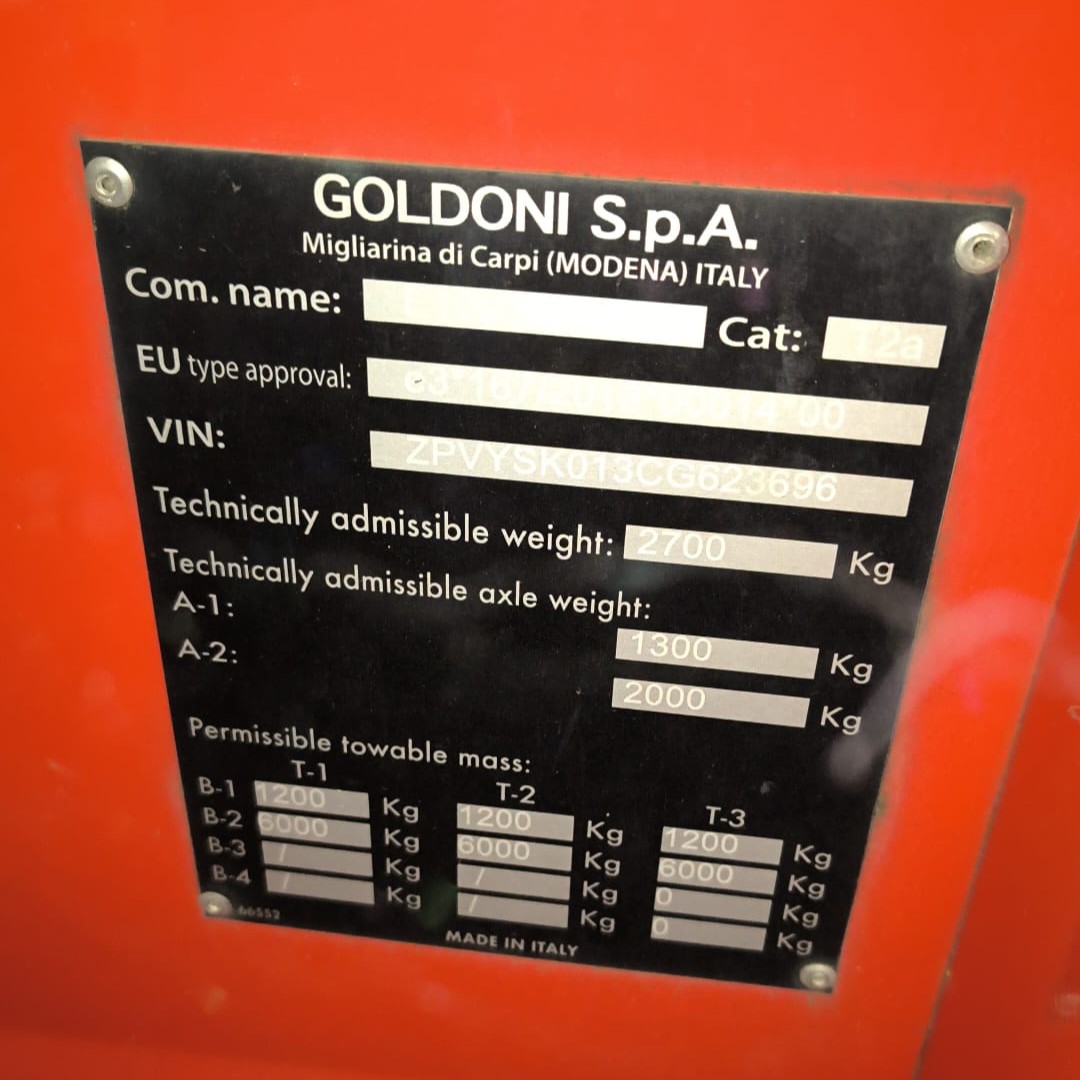 GOLDONI S.p.A.
Migliarina di Carpi (MODENA) ITALY
Com. name: Cat: T2a
EU type approval:
VIN: ZPVYSK013CG623696
Technically admissible weight: 2700 Kg
Technically admissible axle weight:
A-1: 1300 Kg
A-2: 2000 Kg
Permissible towable mass:
T-1 T-2 T-3
B-1 1200 Kg 1200 Kg 1200 Kg
B-2 6000 Kg 6000 Kg 6000 Kg
B-3 / Kg / Kg 0 Kg
B-4 / Kg / Kg 0 Kg
66552
MADE IN ITALY